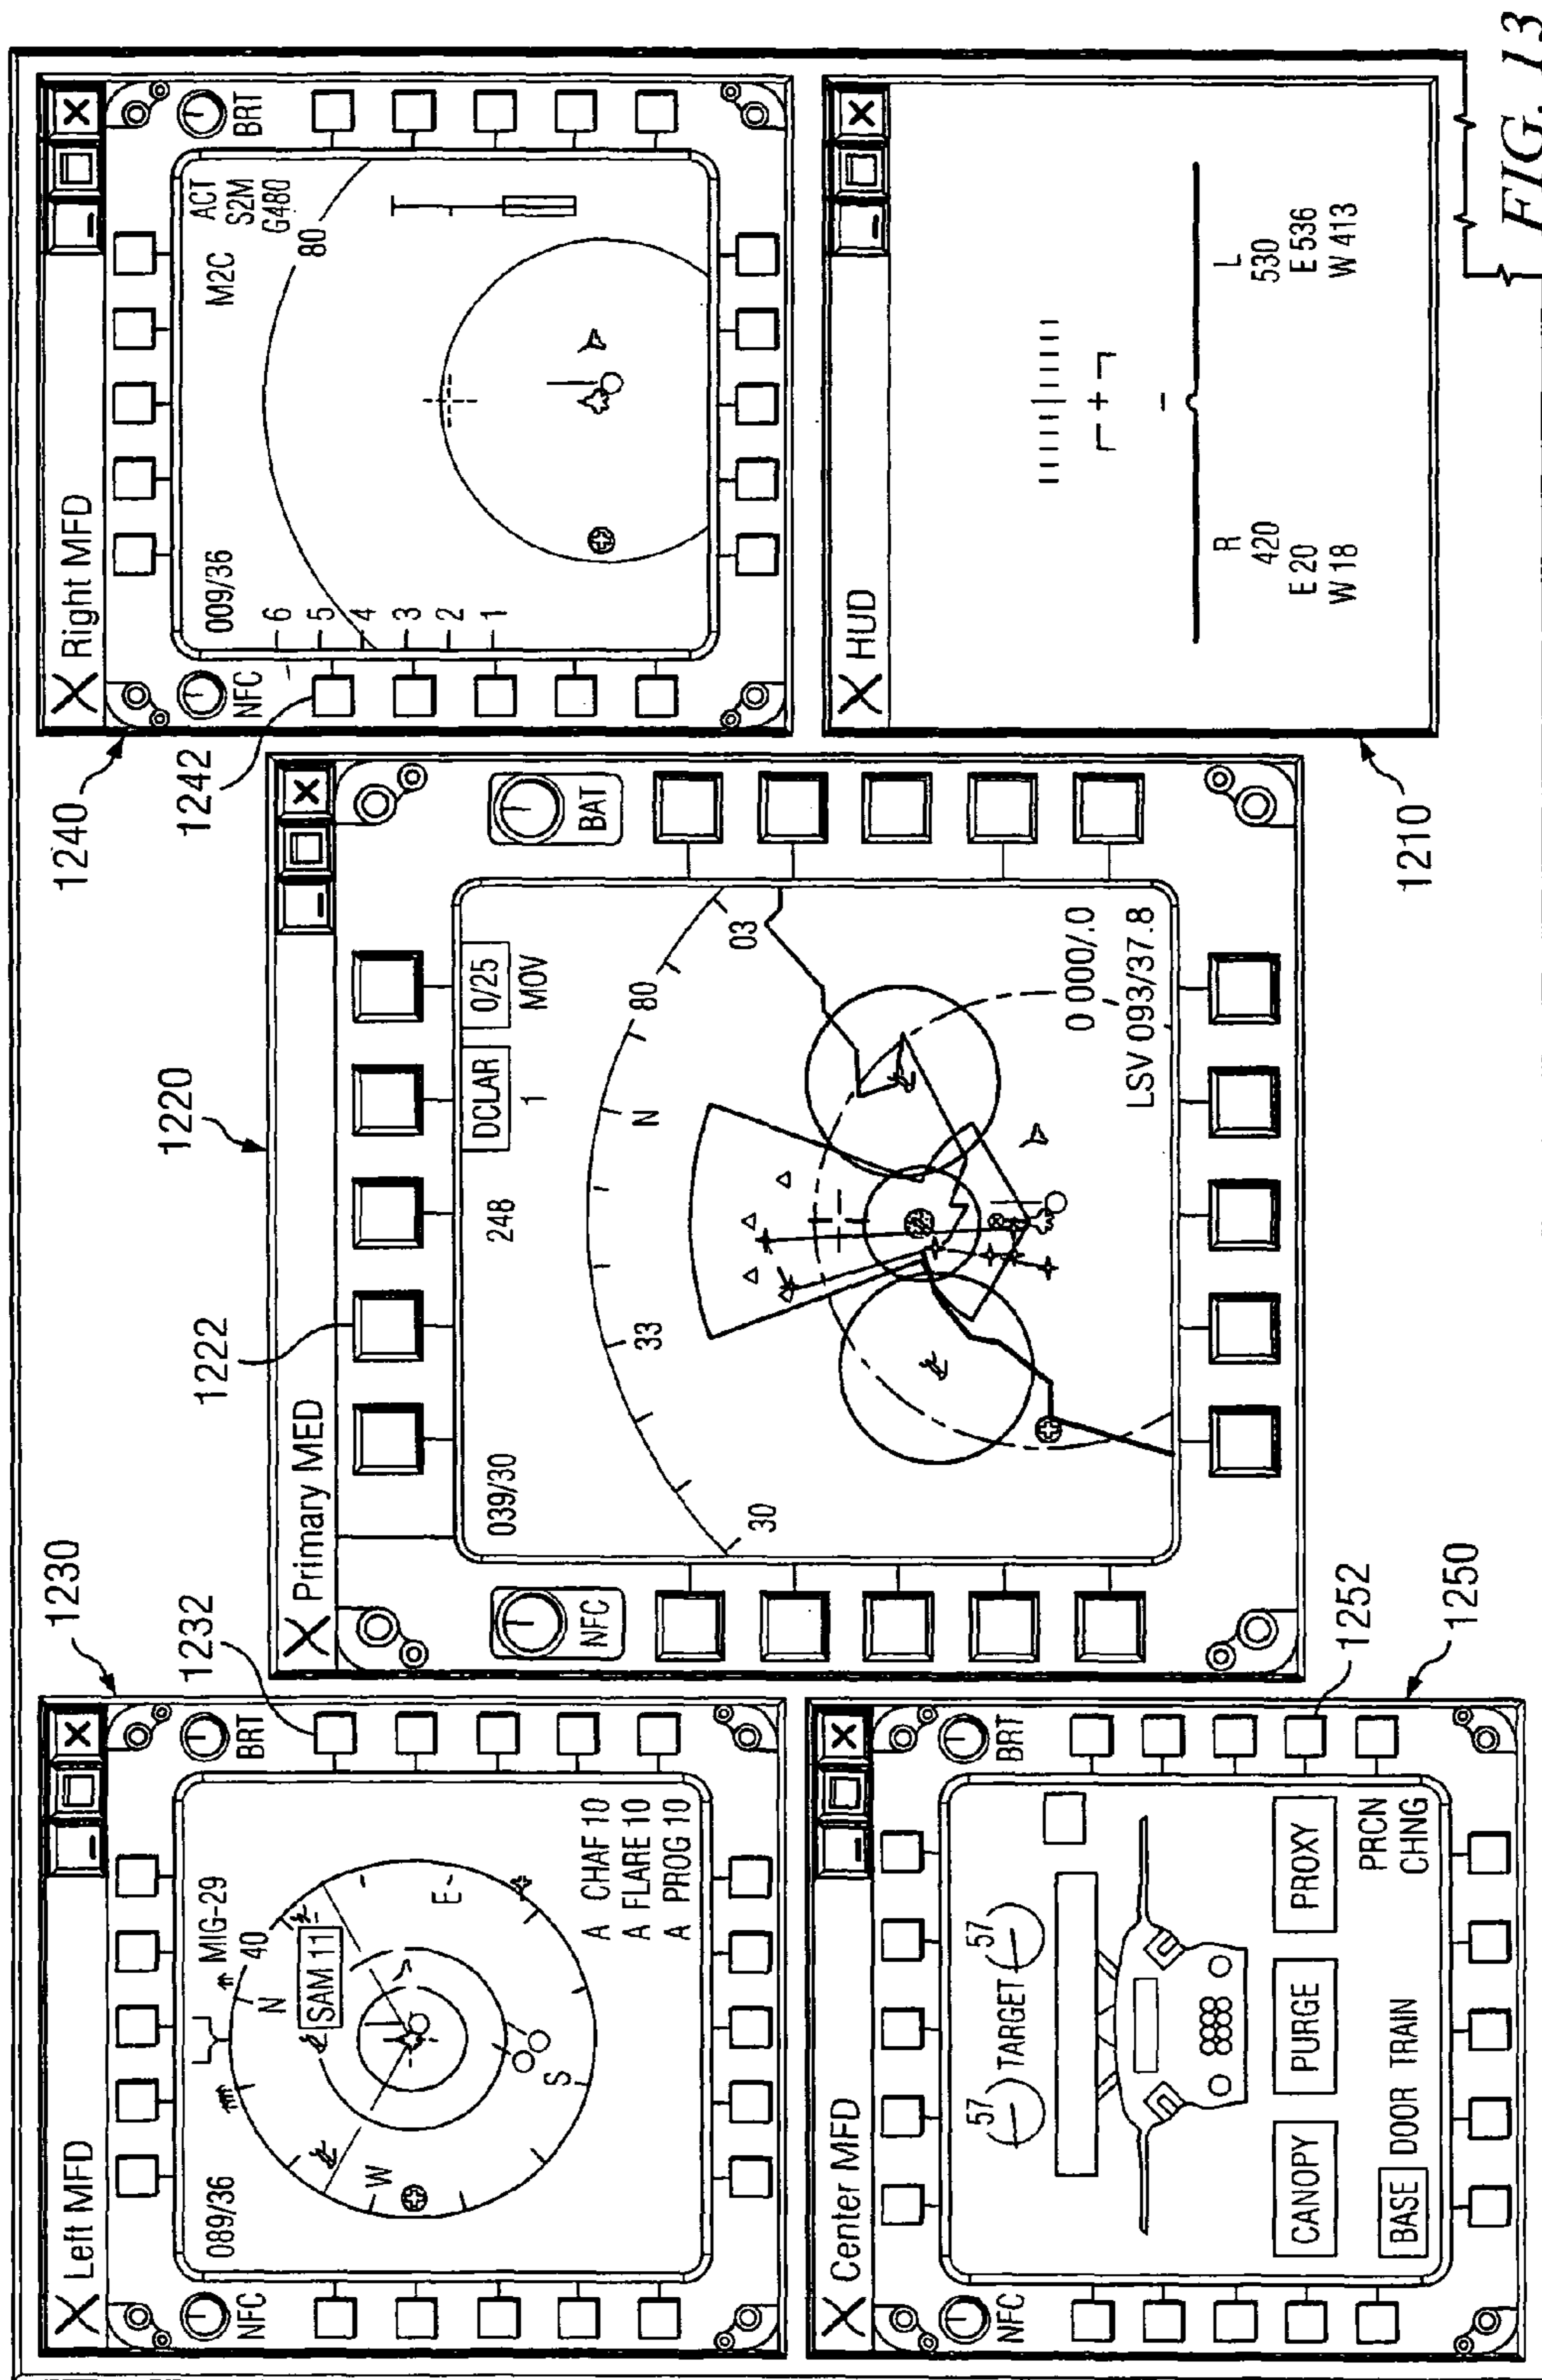 1230
1232
X Left MFD
NFC
BRT
089/36
MIG-29
40
N
SAM 11
E
W
S
A CHAF 10
A FLARE 10
A PROG 10
X Center MFD
NFC
BRT
57 TARGET 57
CANOPY PURGE PROXY
BASE DOOR TRAIN
PRCN
CHNG
1252
1250
1220
1222
X Primary MED
NFC
BAT
039/30
248
DCLAR
1
0/25
MOV
30
33
N
80
03
0 000/.0
LSV 093/37.8
1240
1242
X Right MFD
NFC
BRT
009/36
M2C
ACT
S2M
G480
80
6
5
4
3
2
1
X HUD
R
420
E 20
W 18
L
530
E 536
W 413
1210
FIG. 13